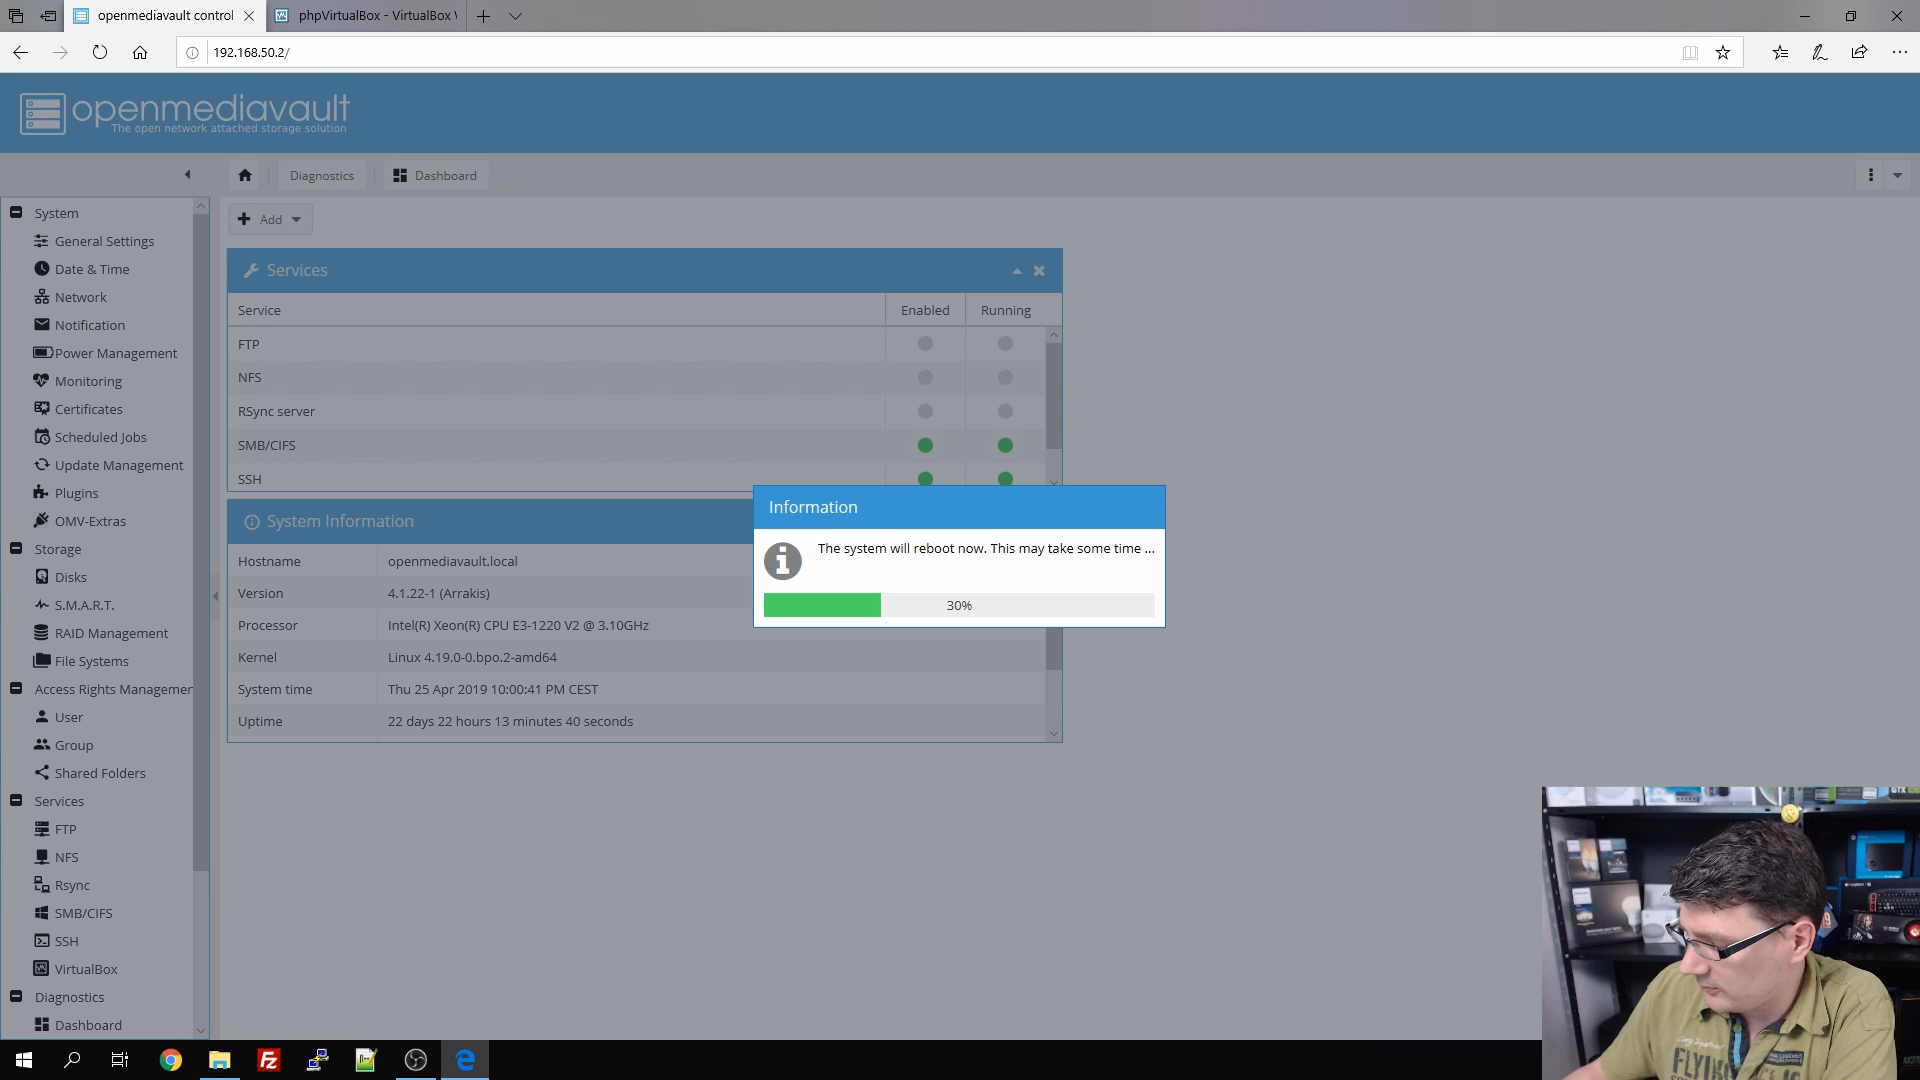 openmediavault control
phpVirtualBox - VirtualBox
192.168.50.2/
openmediavault
The open network attached storage solution
Diagnostics
Dashboard
Add
System
General Settings
Date & Time
Network
Notification
Power Management
Monitoring
Certificates
Scheduled Jobs
Update Management
Plugins
OMV-Extras
Storage
Disks
S.M.A.R.T.
RAID Management
File Systems
Access Rights Managemen
User
Group
Shared Folders
Services
FTP
NFS
Rsync
SMB/CIFS
SSH
VirtualBox
Diagnostics
Dashboard
Services
Service Enabled Running
FTP
NFS
RSync server
SMB/CIFS
SSH
System Information
Hostname openmediavault.local
Version 4.1.22-1 (Arrakis)
Processor Intel(R) Xeon(R) CPU E3-1220 V2 @ 3.10GHz
Kernel Linux 4.19.0-0.bpo.2-amd64
System time Thu 25 Apr 2019 10:00:41 PM CEST
Uptime 22 days 22 hours 13 minutes 40 seconds
Information
The system will reboot now. This may take some time ...
30%
FLYING